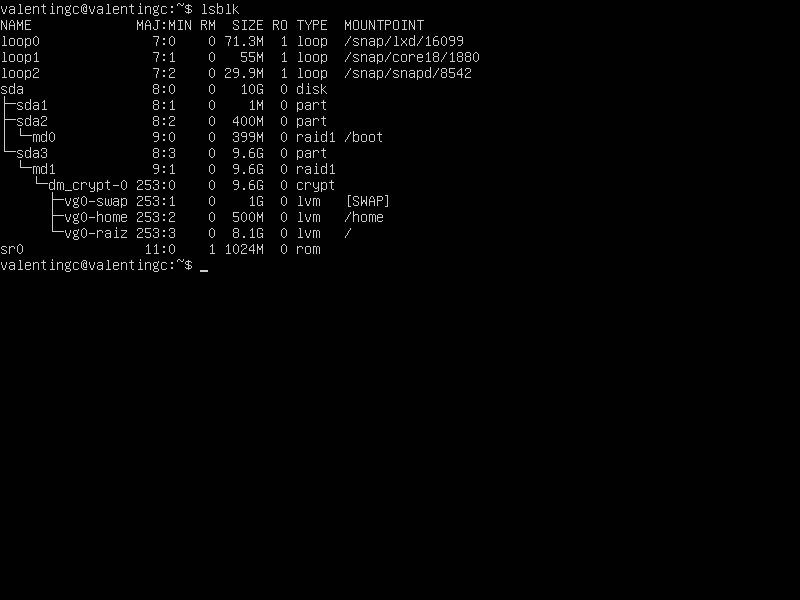 valentingc@valentingc:~$ lsblk
NAME               MAJ:MIN RM  SIZE RO TYPE  MOUNTPOINT
loop0                7:0    0 71.3M  1 loop  /snap/lxd/16099
loop1                7:1    0   55M  1 loop  /snap/core18/1880
loop2                7:2    0 29.9M  1 loop  /snap/snapd/8542
sda                  8:0    0   10G  0 disk
├─sda1               8:1    0    1M  0 part
├─sda2               8:2    0  400M  0 part
│ └─md0              9:0    0  399M  0 raid1 /boot
└─sda3               8:3    0  9.6G  0 part
  └─md1              9:1    0  9.6G  0 raid1
    └─dm_crypt-0   253:0    0  9.6G  0 crypt
      ├─vg0-swap   253:1    0    1G  0 lvm   [SWAP]
      ├─vg0-home   253:2    0  500M  0 lvm   /home
      └─vg0-raiz   253:3    0  8.1G  0 lvm   /
sr0                 11:0    1 1024M  0 rom
valentingc@valentingc:~$ _